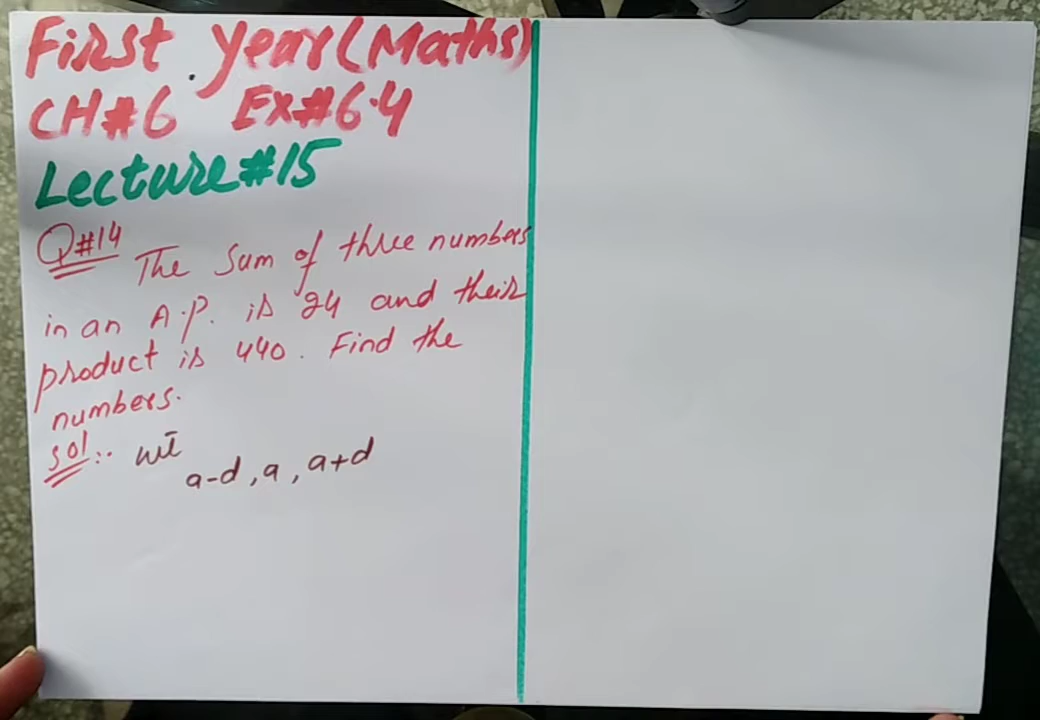 First year (Maths)
CH#6 Ex#6.4
Lecture#15
Q#14 The Sum of three numbers
in an A.P. is 24 and their
product is 440. Find the
numbers.
Sol:-
a-d, a, a+d